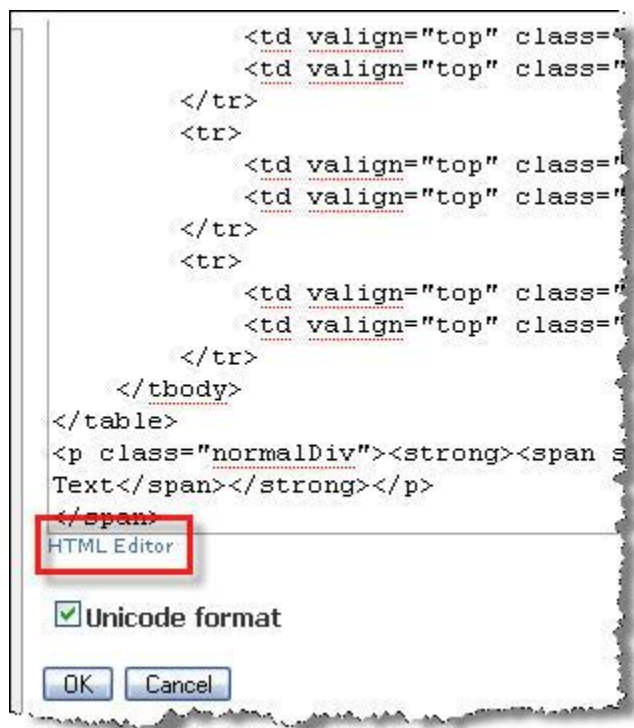 <td valign="top" class="
<td valign="top" class="
</tr>
<tr>
<td valign="top" class="
<td valign="top" class="
</tr>
<tr>
<td valign="top" class="
<td valign="top" class="
</tr>
</tbody>
</table>
<p class="normalDiv"><strong><span s
Text</span></strong></p>
</span>
HTML Editor
Unicode format
OK Cancel